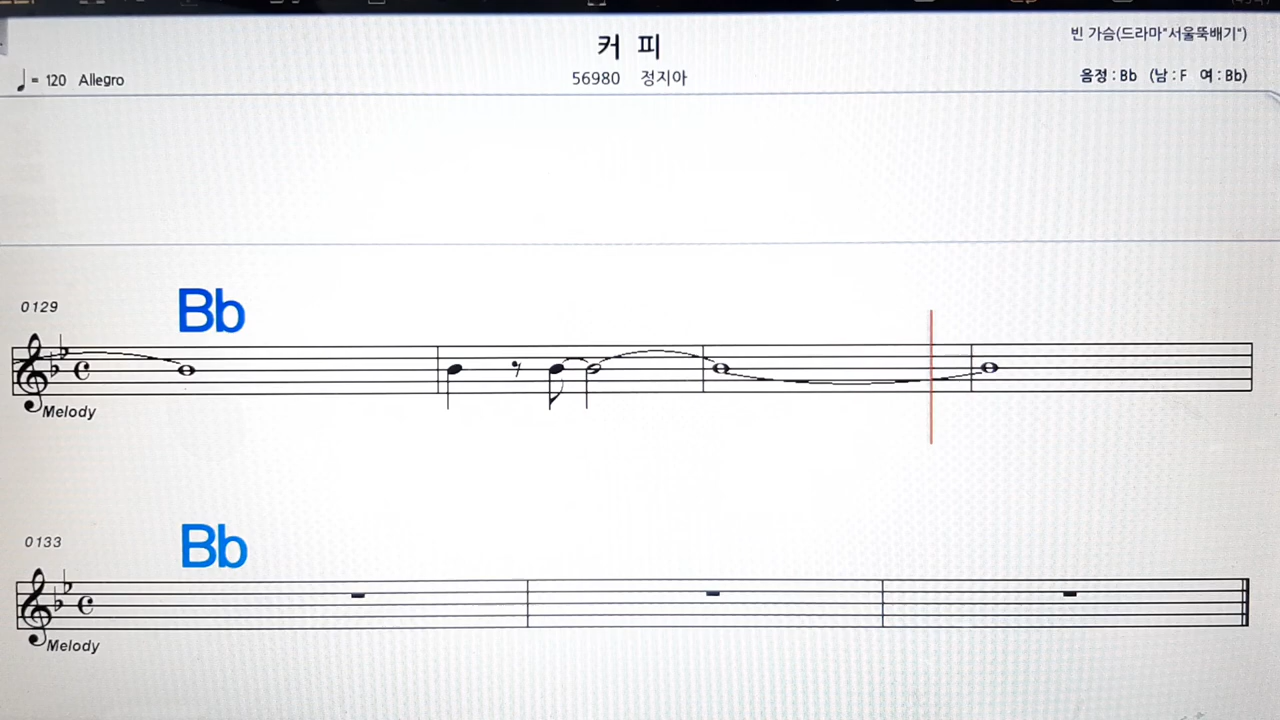 커 피
빈 가슴(드라마"서울뚝배기")
♩= 120 Allegro
56980 정지아
음정 : Bb (남 : F 여 : Bb)
0129
Bb
Melody
0133
Bb
Melody